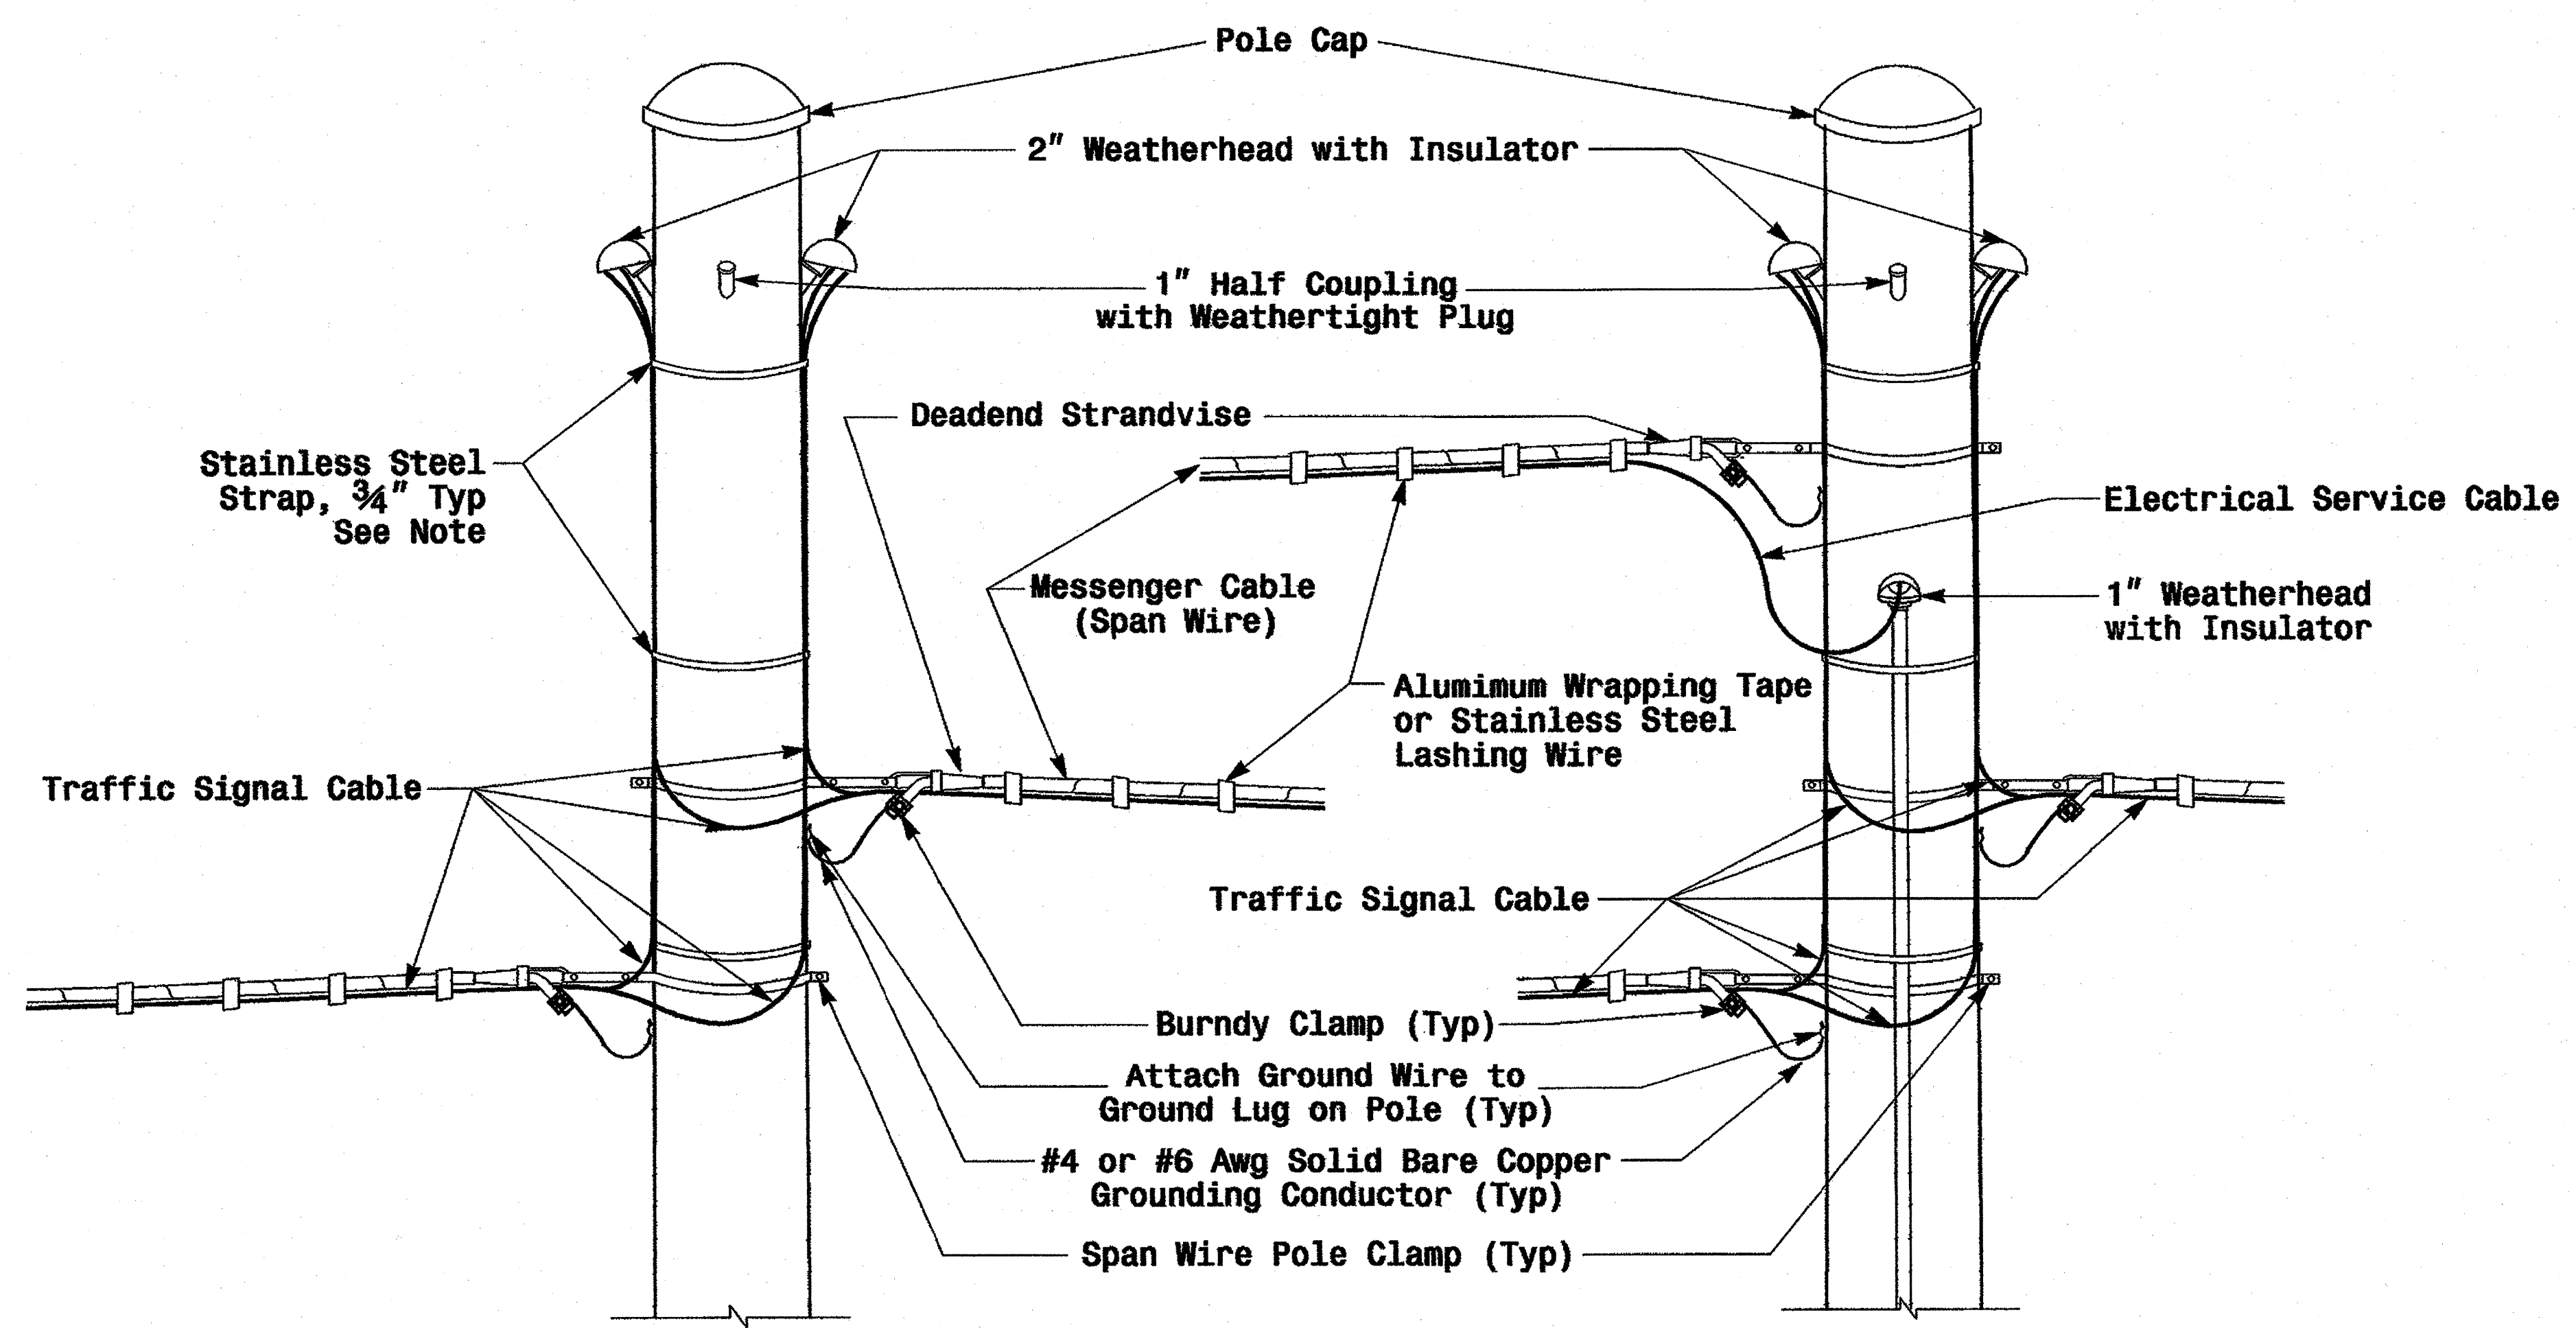 Pole Cap
2" Weatherhead with Insulator
1" Half Coupling
with Weathertight Plug
Deadend Strandvise
Stainless Steel
Strap, ¾" Typ
See Note
Electrical Service Cable
Messenger Cable
(Span Wire)
1" Weatherhead
with Insulator
Alumimum Wrapping Tape
or Stainless Steel
Lashing Wire
Traffic Signal Cable
Traffic Signal Cable
Burndy Clamp (Typ)
Attach Ground Wire to
Ground Lug on Pole (Typ)
#4 or #6 Awg Solid Bare Copper
Grounding Conductor (Typ)
Span Wire Pole Clamp (Typ)